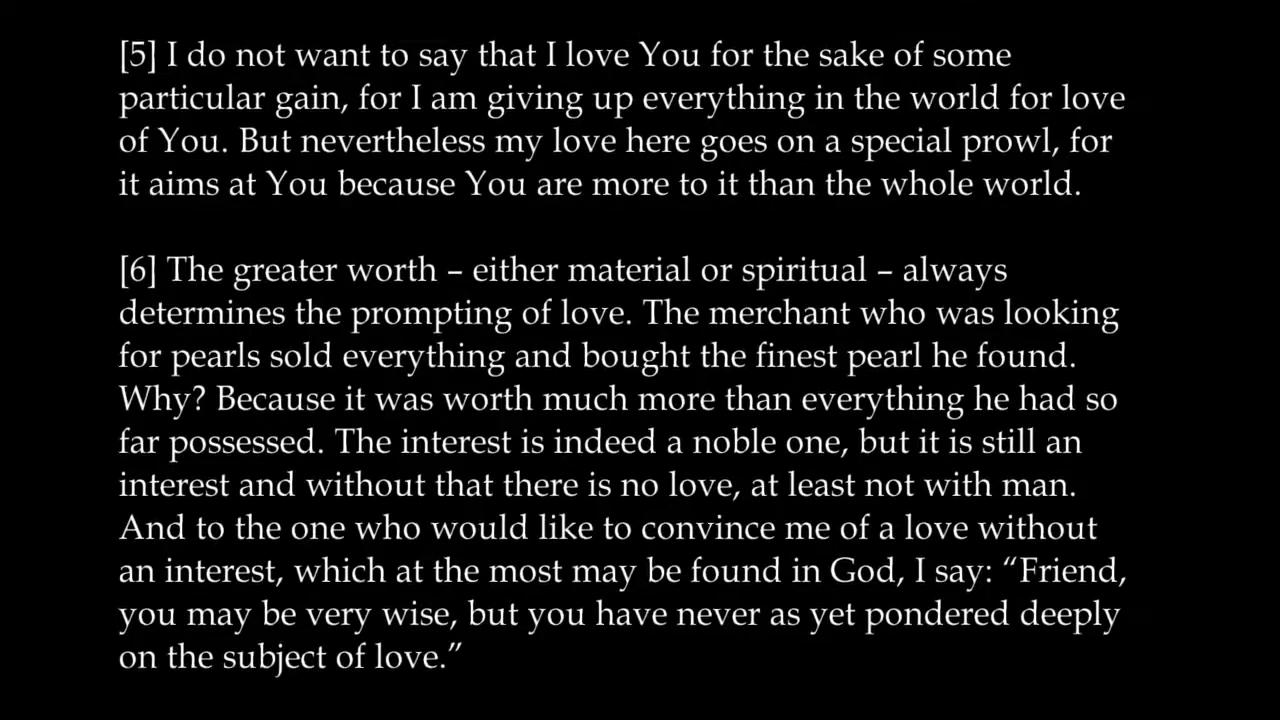 [5] I do not want to say that I love You for the sake of some
particular gain, for I am giving up everything in the world for love
of You. But nevertheless my love here goes on a special prowl, for
it aims at You because You are more to it than the whole world.
[6] The greater worth – either material or spiritual – always
determines the prompting of love. The merchant who was looking
for pearls sold everything and bought the finest pearl he found.
Why? Because it was worth much more than everything he had so
far possessed. The interest is indeed a noble one, but it is still an
interest and without that there is no love, at least not with man.
And to the one who would like to convince me of a love without
an interest, which at the most may be found in God, I say: “Friend,
you may be very wise, but you have never as yet pondered deeply
on the subject of love.”